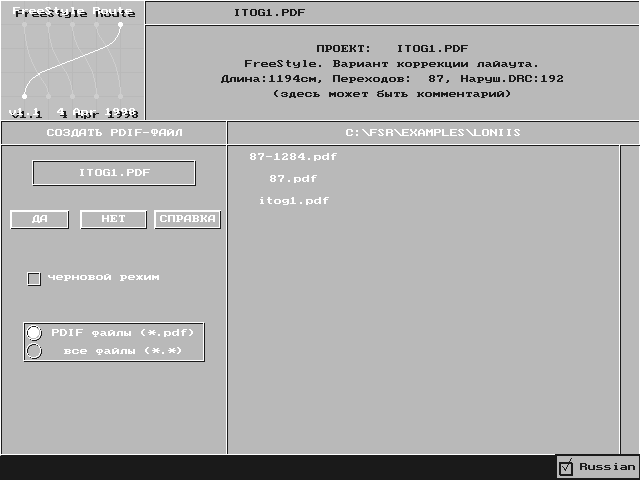 FreeStyle Route
v1.1 4 Apr 1998
ITOG1.PDF
ПРОЕКТ: ITOG1.PDF
FreeStyle. Вариант коррекции лайаута.
Длина:1194см, Переходов: 87, Наруш.DRC:192
(здесь может быть комментарий)
СОЗДАТЬ PDIF-ФАЙЛ
C:\FSR\EXAMPLES\LONIIS
ITOG1.PDF
ДА НЕТ СПРАВКА
черновой режим
PDIF файлы (*.pdf)
все файлы (*.*)
87-1284.pdf
87.pdf
itog1.pdf
Russian